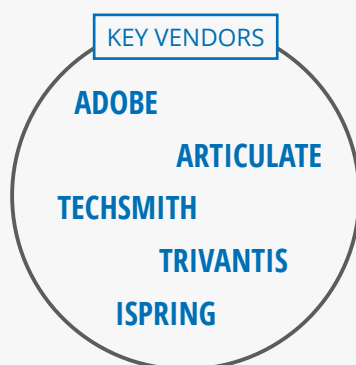 KEY VENDORS
ADOBE
ARTICULATE
TECHSMITH
TRIVANTIS
ISPRING